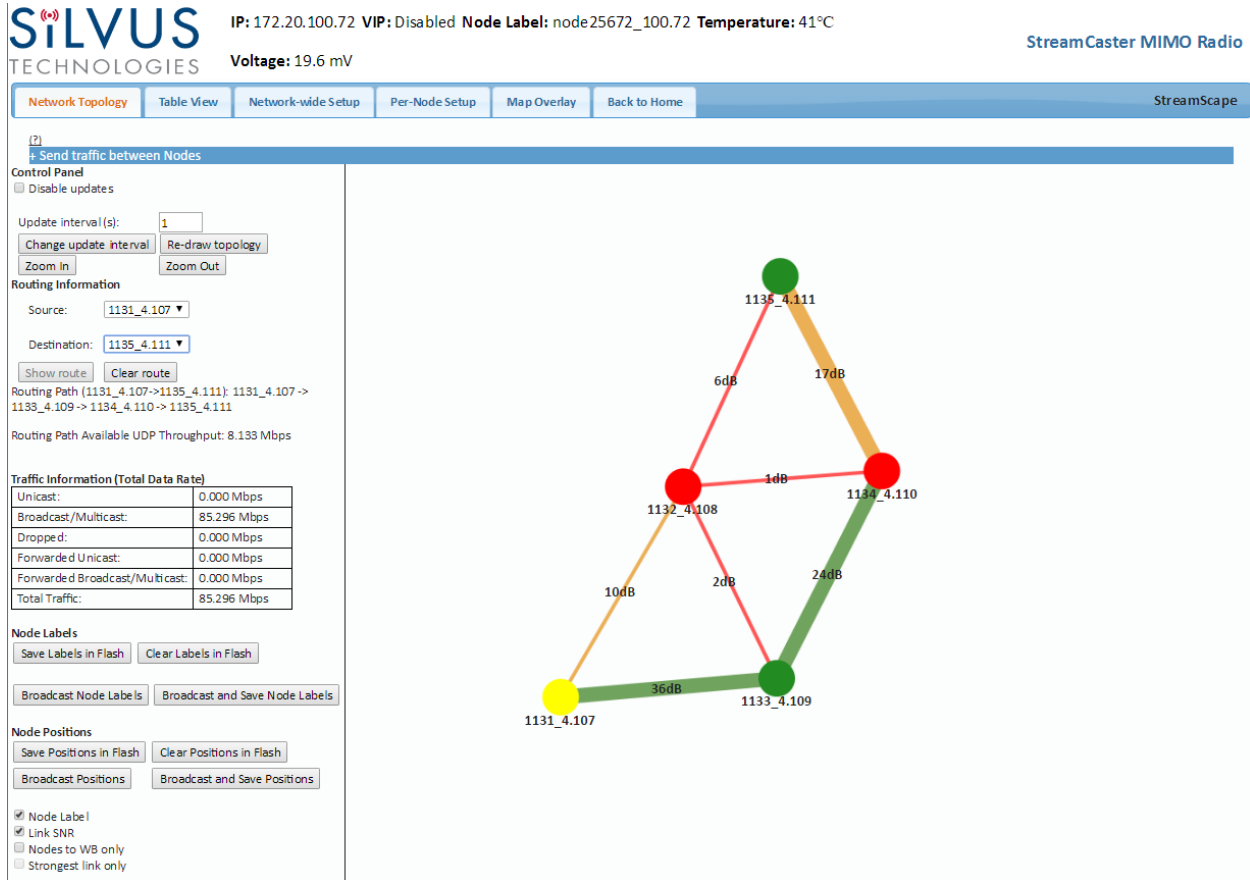 SiLVUS
TECHNOLOGIES
IP: 172.20.100.72 VIP: Disabled Node Label: node25672_100.72 Temperature: 41°C
Voltage: 19.6 mV
StreamCaster MIMO Radio
Network Topology Table View Network-wide Setup Per-Node Setup Map Overlay Back to Home StreamScape
(?)
+ Send traffic between Nodes
Control Panel
Disable updates
Update interval(s): 1
Change update interval Re-draw topology
Zoom In Zoom Out
Routing Information
Source: 1131_4.107
Destination: 1135_4.111
Show route Clear route
Routing Path (1131_4.107->1135_4.111): 1131_4.107 ->
1133_4.109 -> 1134_4.110 -> 1135_4.111
Routing Path Available UDP Throughput: 8.133 Mbps
Traffic Information (Total Data Rate)
Unicast: 0.000 Mbps
Broadcast/Multicast: 85.296 Mbps
Dropped: 0.000 Mbps
Forwarded Unicast: 0.000 Mbps
Forwarded Broadcast/Multicast: 0.000 Mbps
Total Traffic: 85.296 Mbps
Node Labels
Save Labels in Flash Clear Labels in Flash
Broadcast Node Labels Broadcast and Save Node Labels
Node Positions
Save Positions in Flash Clear Positions in Flash
Broadcast Positions Broadcast and Save Positions
Node Label
Link SNR
Nodes to WB only
Strongest link only
1135_4.111
6dB
17dB
1dB
1134_4.110
1132_4.108
10dB
2dB
24dB
36dB
1133_4.109
1131_4.107